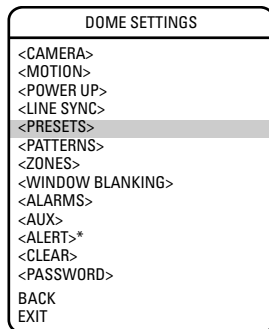 DOME SETTINGS
<CAMERA>
<MOTION>
<POWER UP>
<LINE SYNC>
<PRESETS>
<PATTERNS>
<ZONES>
<WINDOW BLANKING>
<ALARMS>
<AUX>
<ALERT>*
<CLEAR>
<PASSWORD>
BACK
EXIT